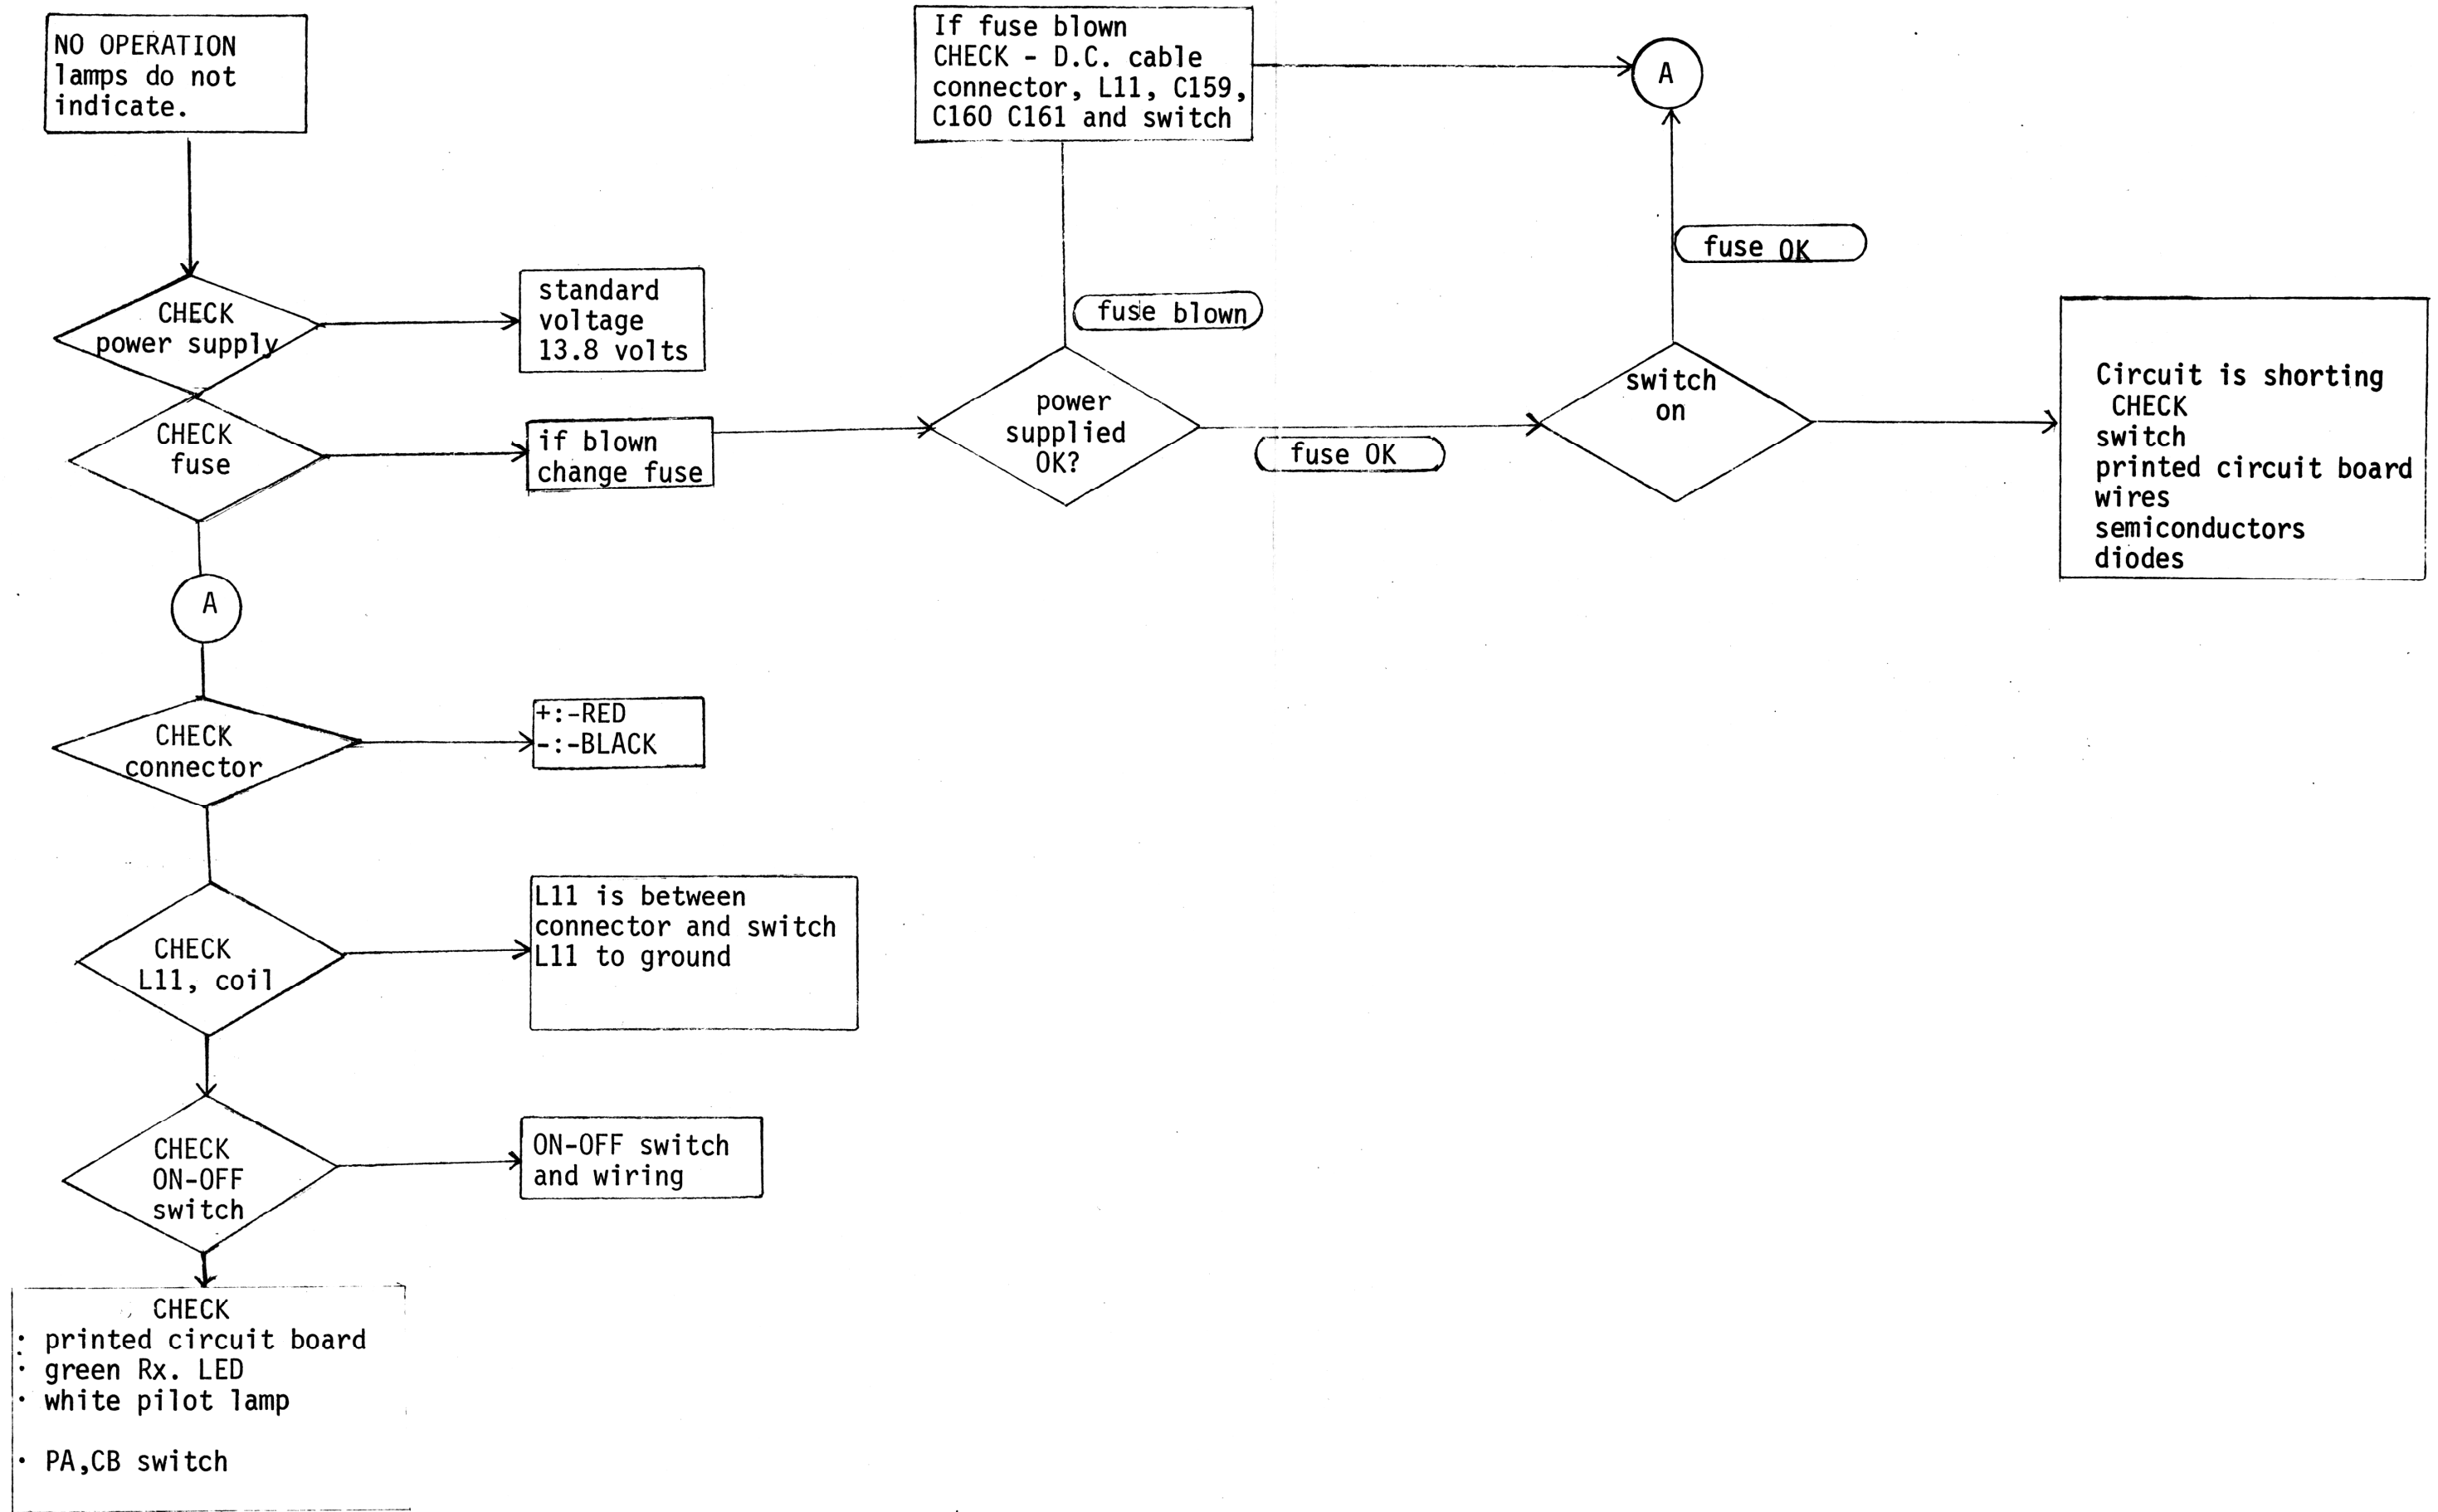 NO OPERATION
lamps do not
indicate.
CHECK
power supply
standard
voltage
13.8 volts
CHECK
fuse
if blown
change fuse
If fuse blown
CHECK - D.C. cable
connector, L11, C159,
C160 C161 and switch
fuse blown
power
supplied
OK?
fuse OK
A
fuse OK
switch
on
Circuit is shorting
CHECK
switch
printed circuit board
wires
semiconductors
diodes
A
CHECK
connector
+:-RED
-:-BLACK
CHECK
L11, coil
L11 is between
connector and switch
L11 to ground
CHECK
ON-OFF
switch
ON-OFF switch
and wiring
CHECK
: printed circuit board
· green Rx. LED
· white pilot lamp
· PA,CB switch